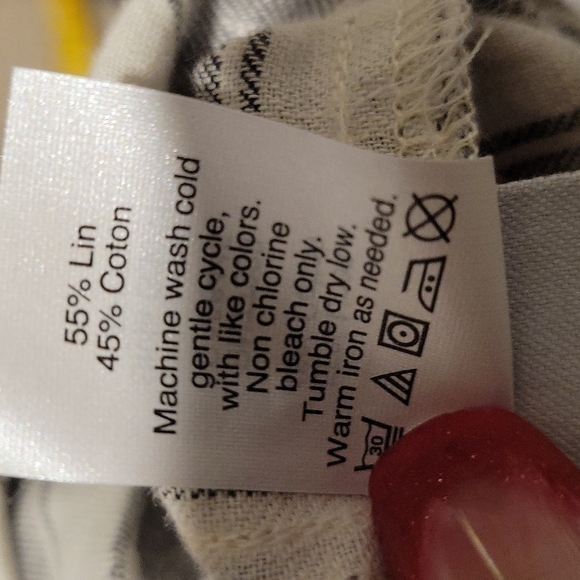 55% Lin
45% Coton
Machine wash cold
gentle cycle,
with like colors.
Non chlorine
bleach only.
Tumble dry low.
Warm iron as needed.
30